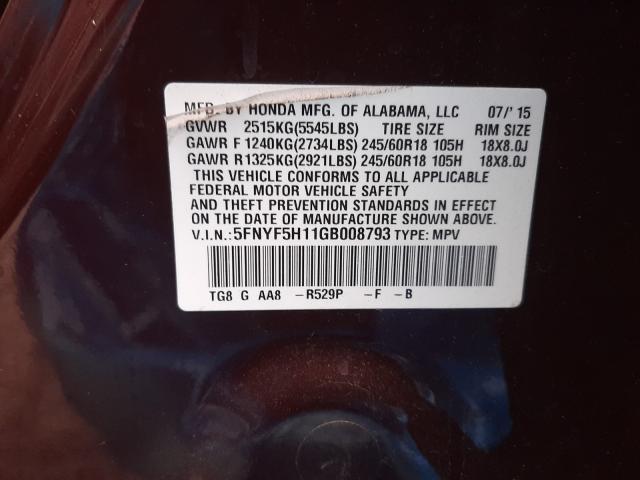 MFD. BY HONDA MFG. OF ALABAMA, LLC 07/'15
GVWR 2515KG(5545LBS) TIRE SIZE RIM SIZE
GAWR F 1240KG(2734LBS) 245/60R18 105H 18X8.0J
GAWR R 1325KG(2921LBS) 245/60R18 105H 18X8.0J
THIS VEHICLE CONFORMS TO ALL APPLICABLE
FEDERAL MOTOR VEHICLE SAFETY
AND THEFT PREVENTION STANDARDS IN EFFECT
ON THE DATE OF MANUFACTURE SHOWN ABOVE.
V.I.N.:5FNYF5H11GB008793 TYPE: MPV
TG8 G AA8 -R529P -F -B